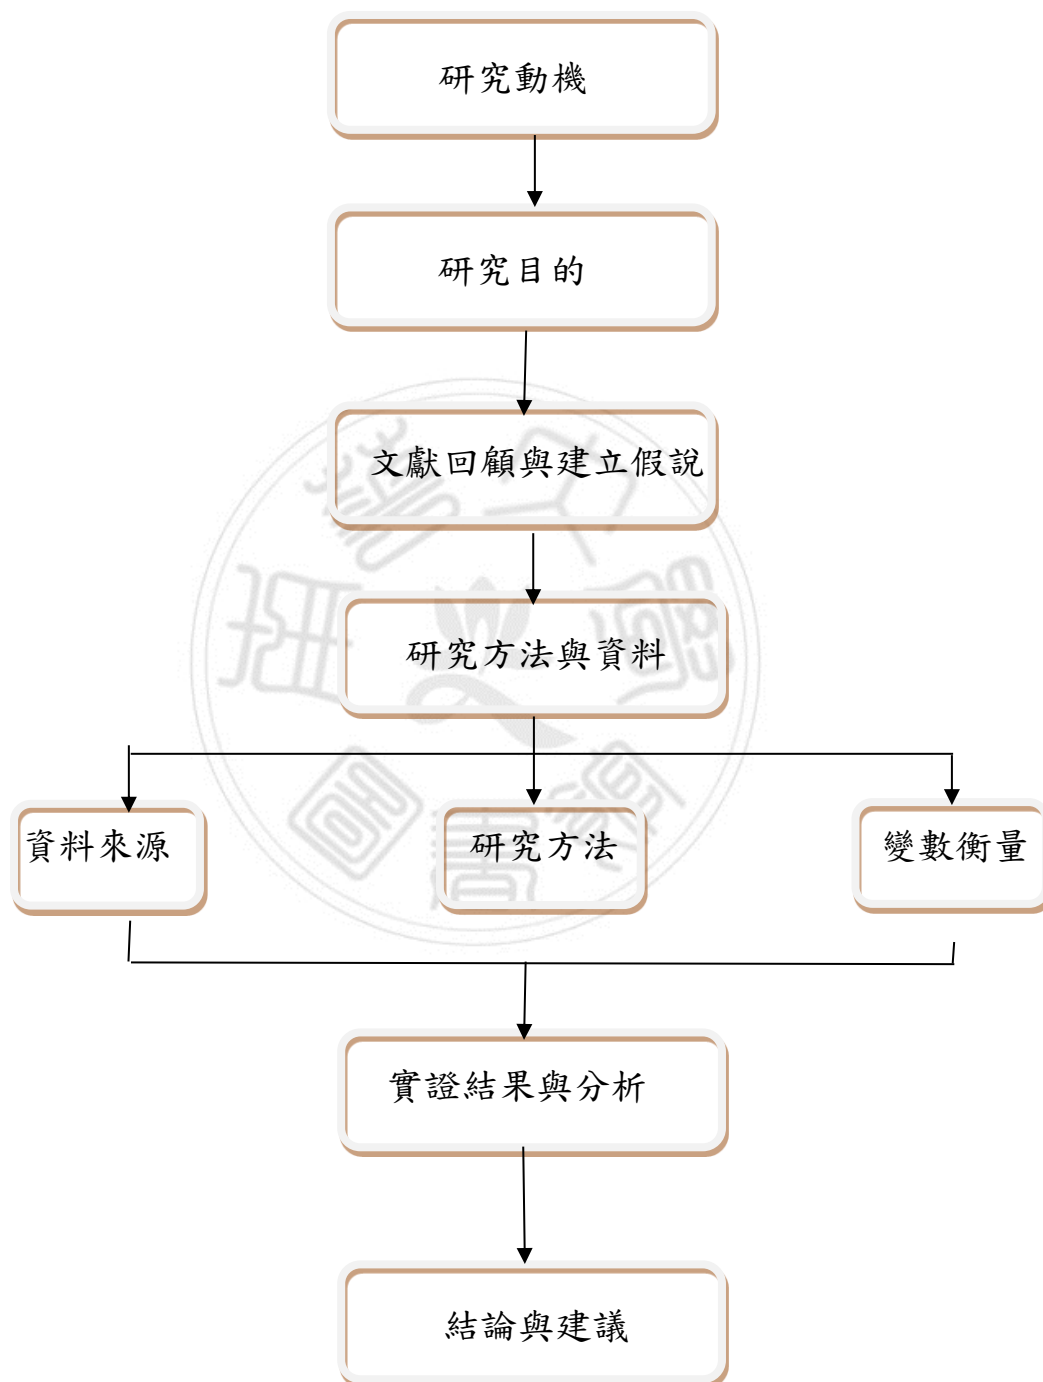 研究動機
研究目的
文獻回顧與建立假說
研究方法與資料
資料來源
研究方法
變數衡量
實證結果與分析
結論與建議